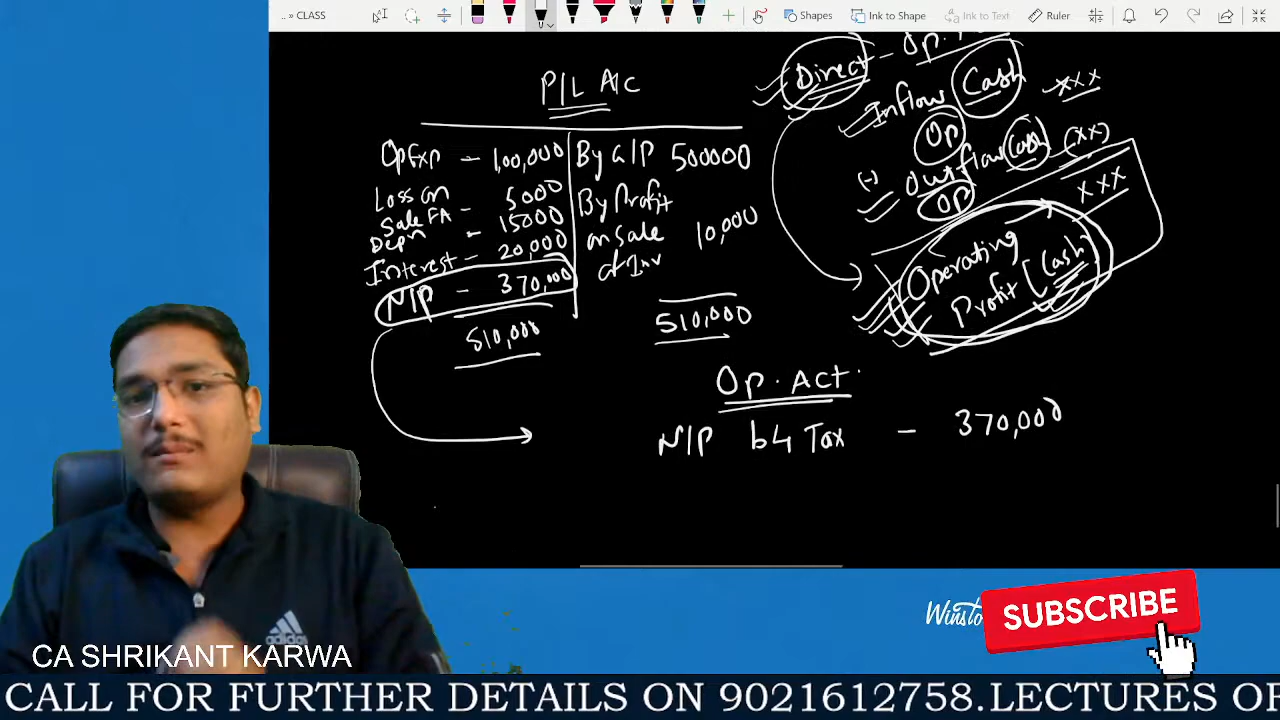 .. » CLASS
Shapes
Ink to Shape
Ink to Text
Ruler
P/L A/C
Op Exp - 1,00,000
Loss on Sale FA - 5000
Depn - 15000
Interest - 20,000
N/P - 370,000
510,000
By G/P 500000
By Profit
on Sale 10,000
of Inv
510,000
Direct - Op.
Inflow Cash xxx
Op
(-) Outflow Cash (xx)
Op
xxx
Operating
Profit [Cash]
Op. Act.
N/P b4 Tax - 370,000
Winsto
SUBSCRIBE
adidas
CA SHRIKANT KARWA
CALL FOR FURTHER DETAILS ON 9021612758.LECTURES OF